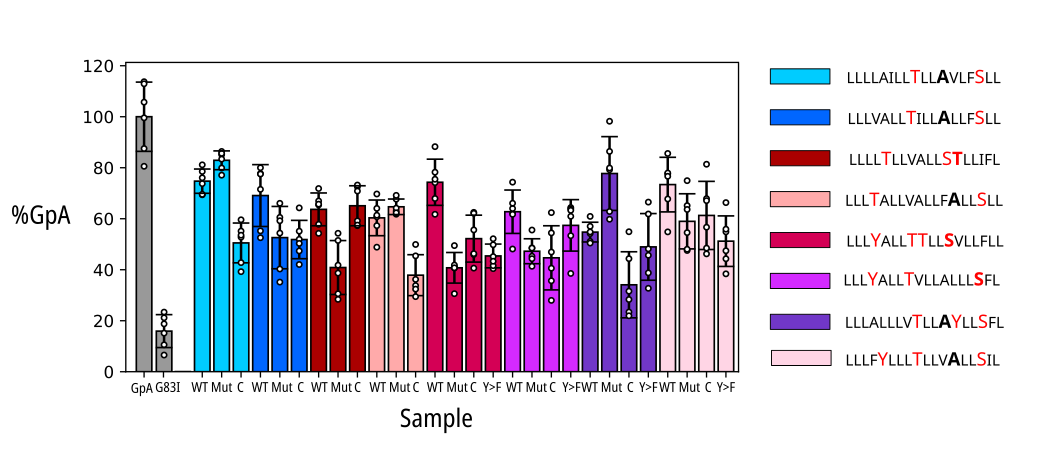 120
100
80
60
40
20
0
%GpA
GpA G83I WT Mut C WT Mut C WT Mut C WT Mut C WT Mut C Y>F WT Mut C Y>F WT Mut C Y>F WT Mut C Y>F
Sample
LLLLAILLTLLAVLFSLL
LLLVALLTILLALLFSLL
LLLLTLLVALLSTLLIFL
LLLTALLVALLFALLSLL
LLLYALLTTLLSVLLFLL
LLLYALLTVLLALLLSFL
LLLALLLVTLLAYLLSFL
LLLFYLLLTLLVALLSIL